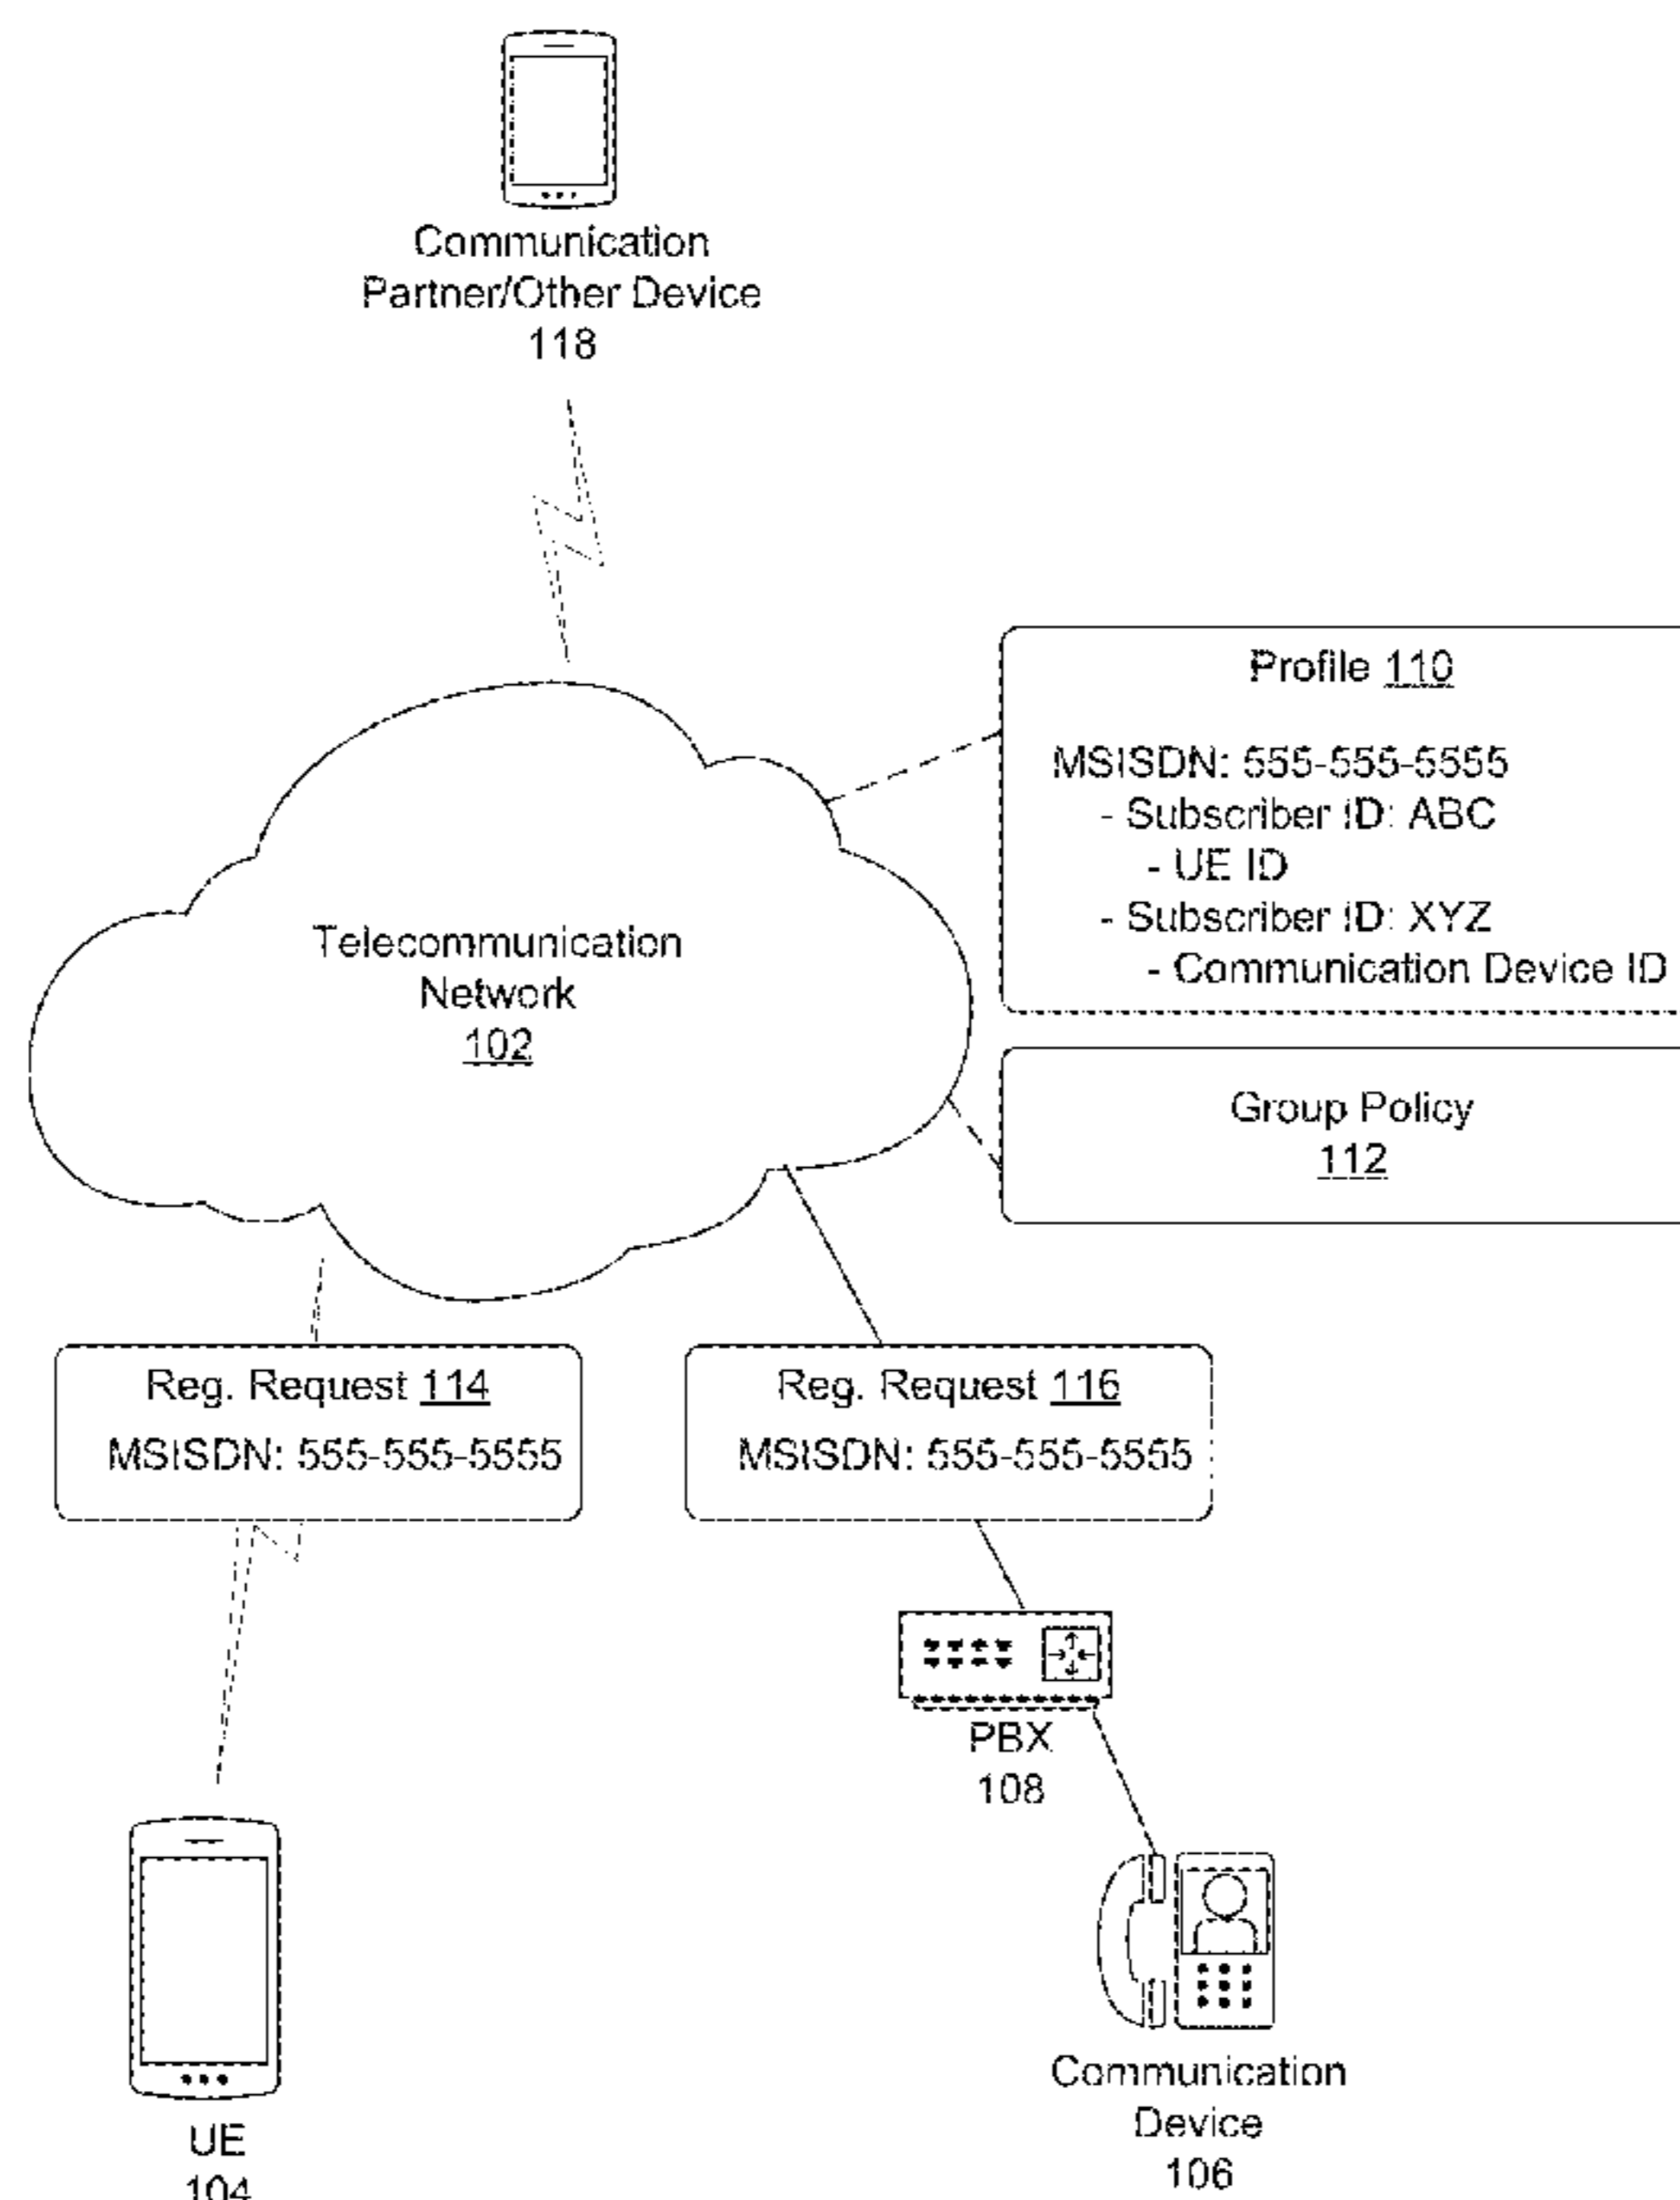 Communication
Partner/Other Device
118
Profile 110
MSISDN: 555-555-5555
- Subscriber ID: ABC
- UE ID
- Subscriber ID: XYZ
- Communication Device ID
Telecommunication
Network
102
Group Policy
112
Reg. Request 114
MSISDN: 555-555-5555
Reg. Request 116
MSISDN: 555-555-5555
PBX
108
Communication
Device
106
UE
104